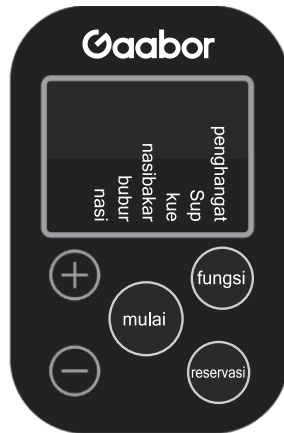 Gaabor
penghangat
Sup
kue
nasibakar
bubur
nasi
fungsi
mulai
reservasi